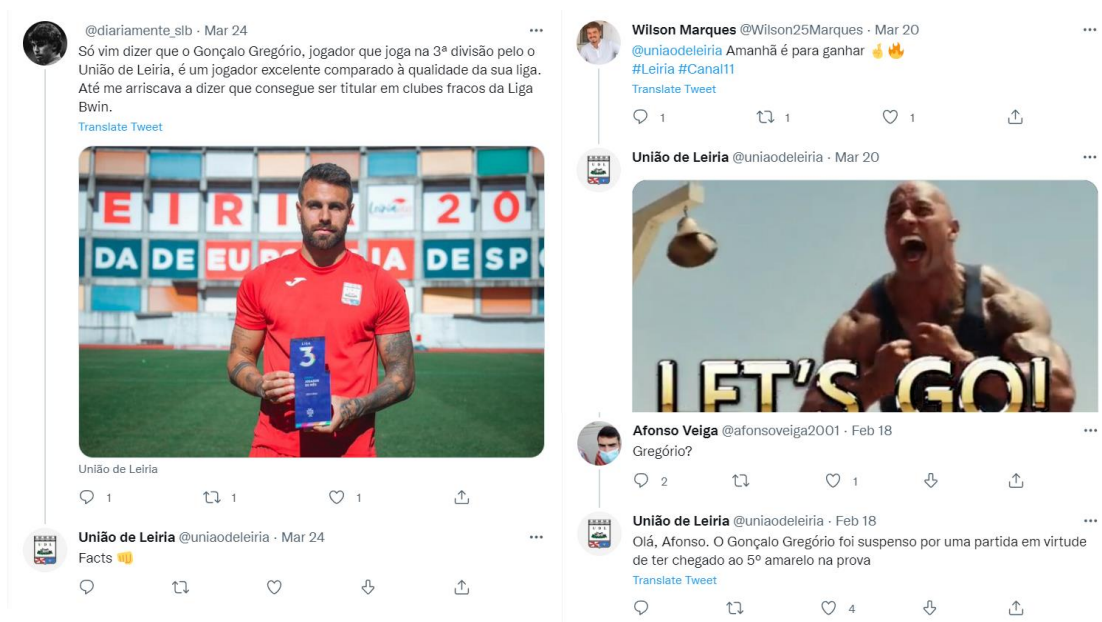 @diariamente_slb · Mar 24
Só vim dizer que o Gonçalo Gregório, jogador que joga na 3ª divisão pelo o
União de Leiria, é um jogador excelente comparado à qualidade da sua liga.
Até me arriscava a dizer que consegue ser titular em clubes fracos da Liga
Bwin.
Translate Tweet
EIRIA 20
DA DE EUROPEIA DE SPO
LIGA
3
União de Leiria
1 1 1
União de Leiria @uniaodeleiria · Mar 24
Facts 👊
Wilson Marques @Wilson25Marques · Mar 20
@uniaodeleiria Amanhã é para ganhar 🤞🔥
#Leiria #Canal11
Translate Tweet
1 1 1
União de Leiria @uniaodeleiria · Mar 20
LET'S GO!
Afonso Veiga @afonsoveiga2001 · Feb 18
Gregório?
2 1
União de Leiria @uniaodeleiria · Feb 18
Olá, Afonso. O Gonçalo Gregório foi suspenso por uma partida em virtude
de ter chegado ao 5º amarelo na prova
Translate Tweet
4